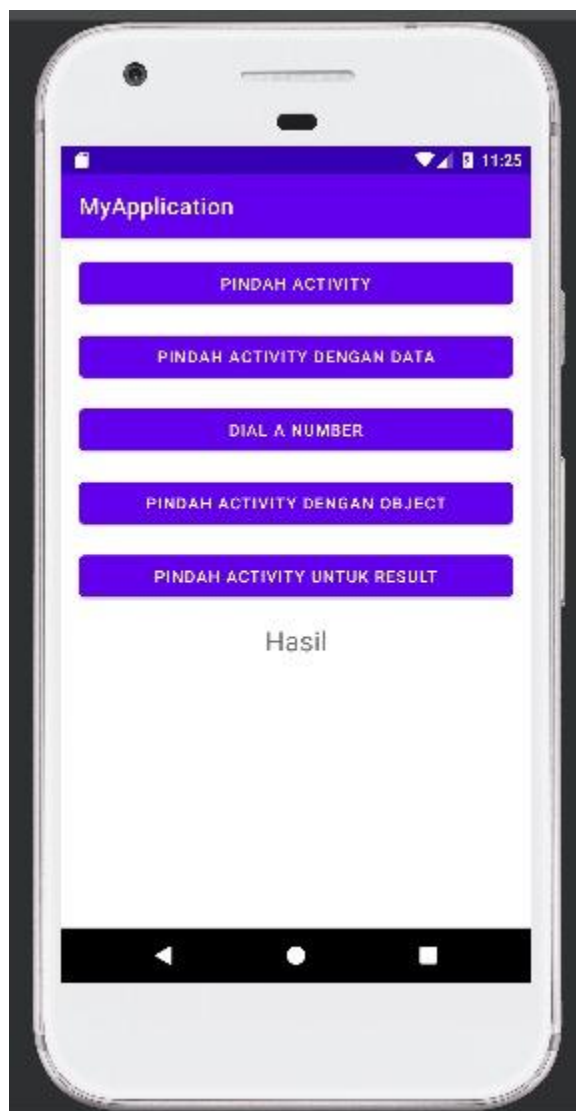 11:25
MyApplication
PINDAH ACTIVITY
PINDAH ACTIVITY DENGAN DATA
DIAL A NUMBER
PINDAH ACTIVITY DENGAN OBJECT
PINDAH ACTIVITY UNTUK RESULT
Hasil